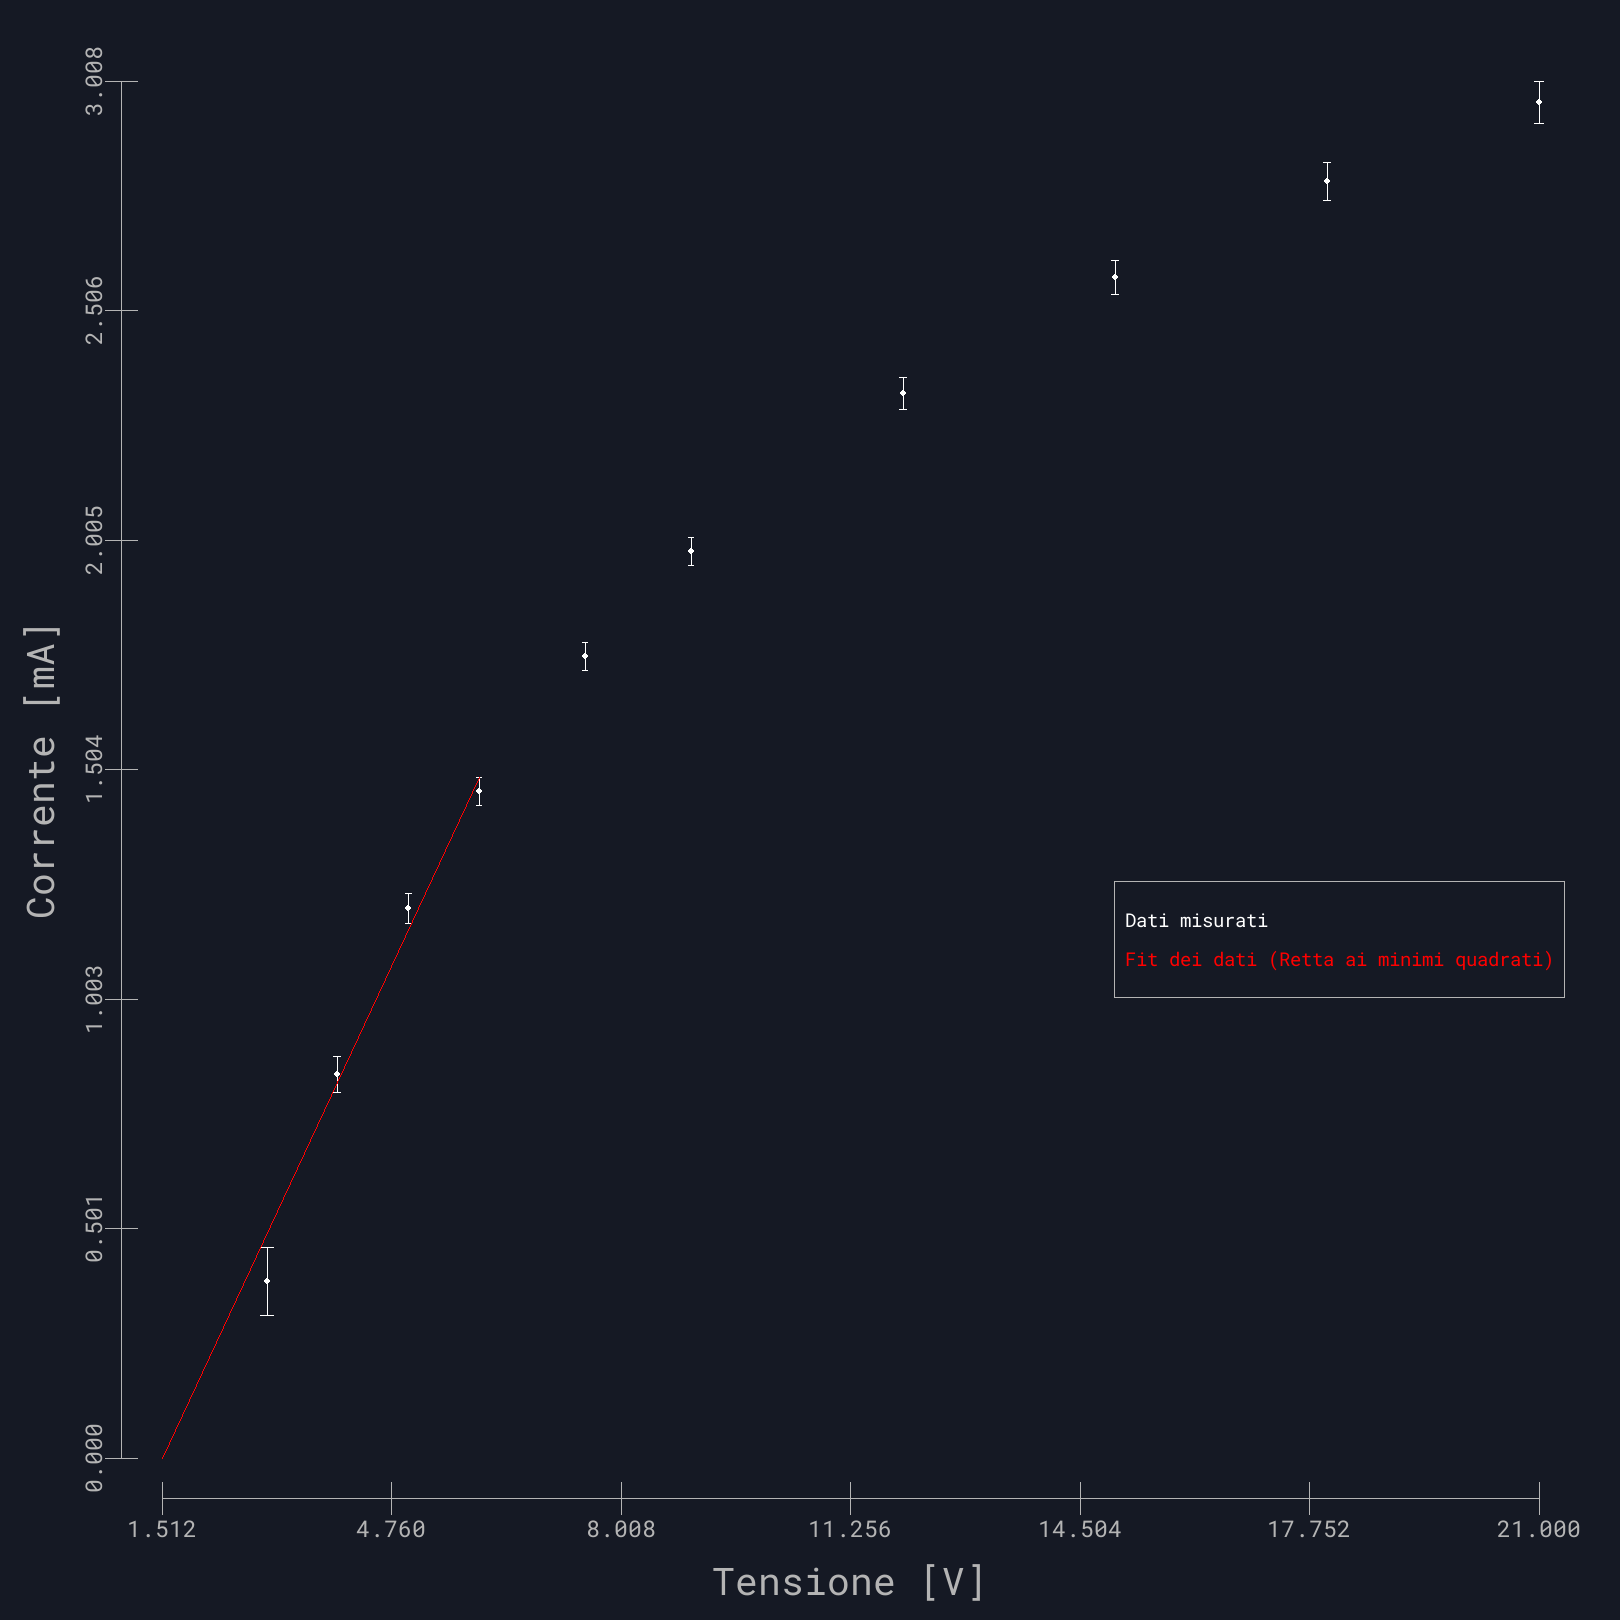 3.008
2.506
2.005
1.504
1.003
0.501
0.000
Corrente [mA]
Dati misurati
Fit dei dati (Retta ai minimi quadrati)
1.512 4.760 8.008 11.256 14.504 17.752 21.000
Tensione [V]